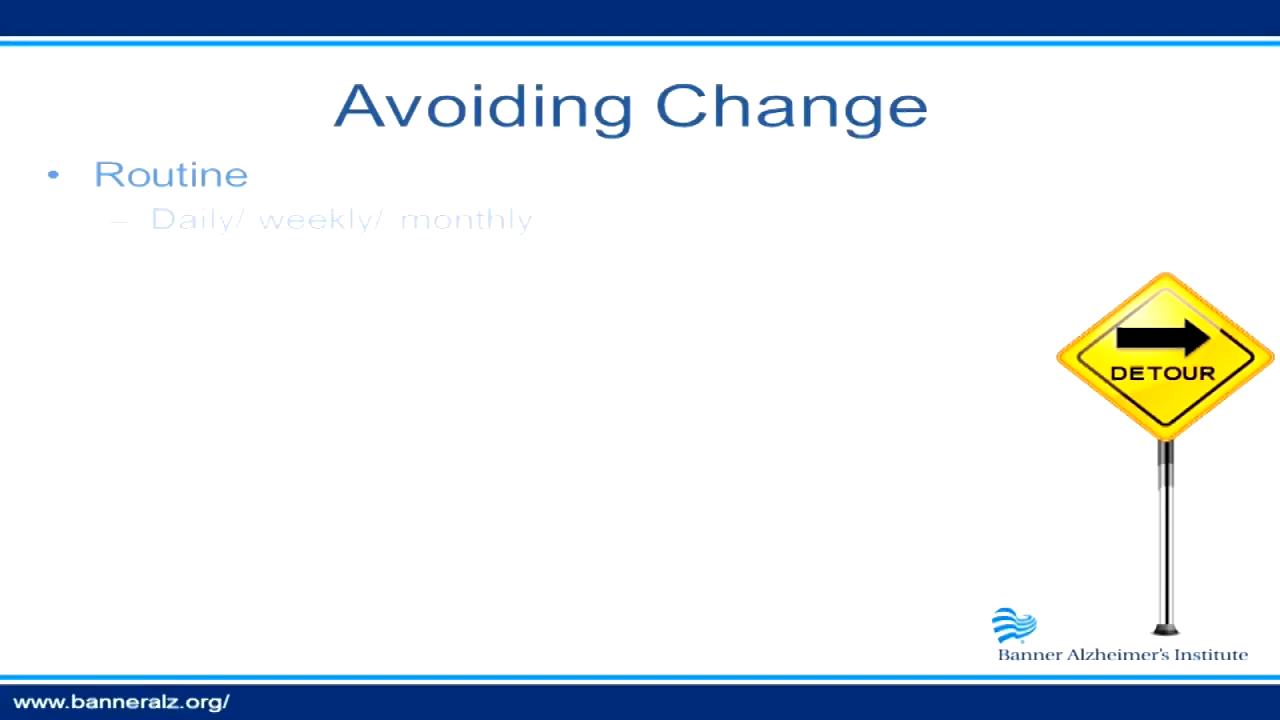 Avoiding Change
• Routine
– Daily/ weekly/ monthly
DETOUR
Banner Alzheimer's Institute
www.banneralz.org/